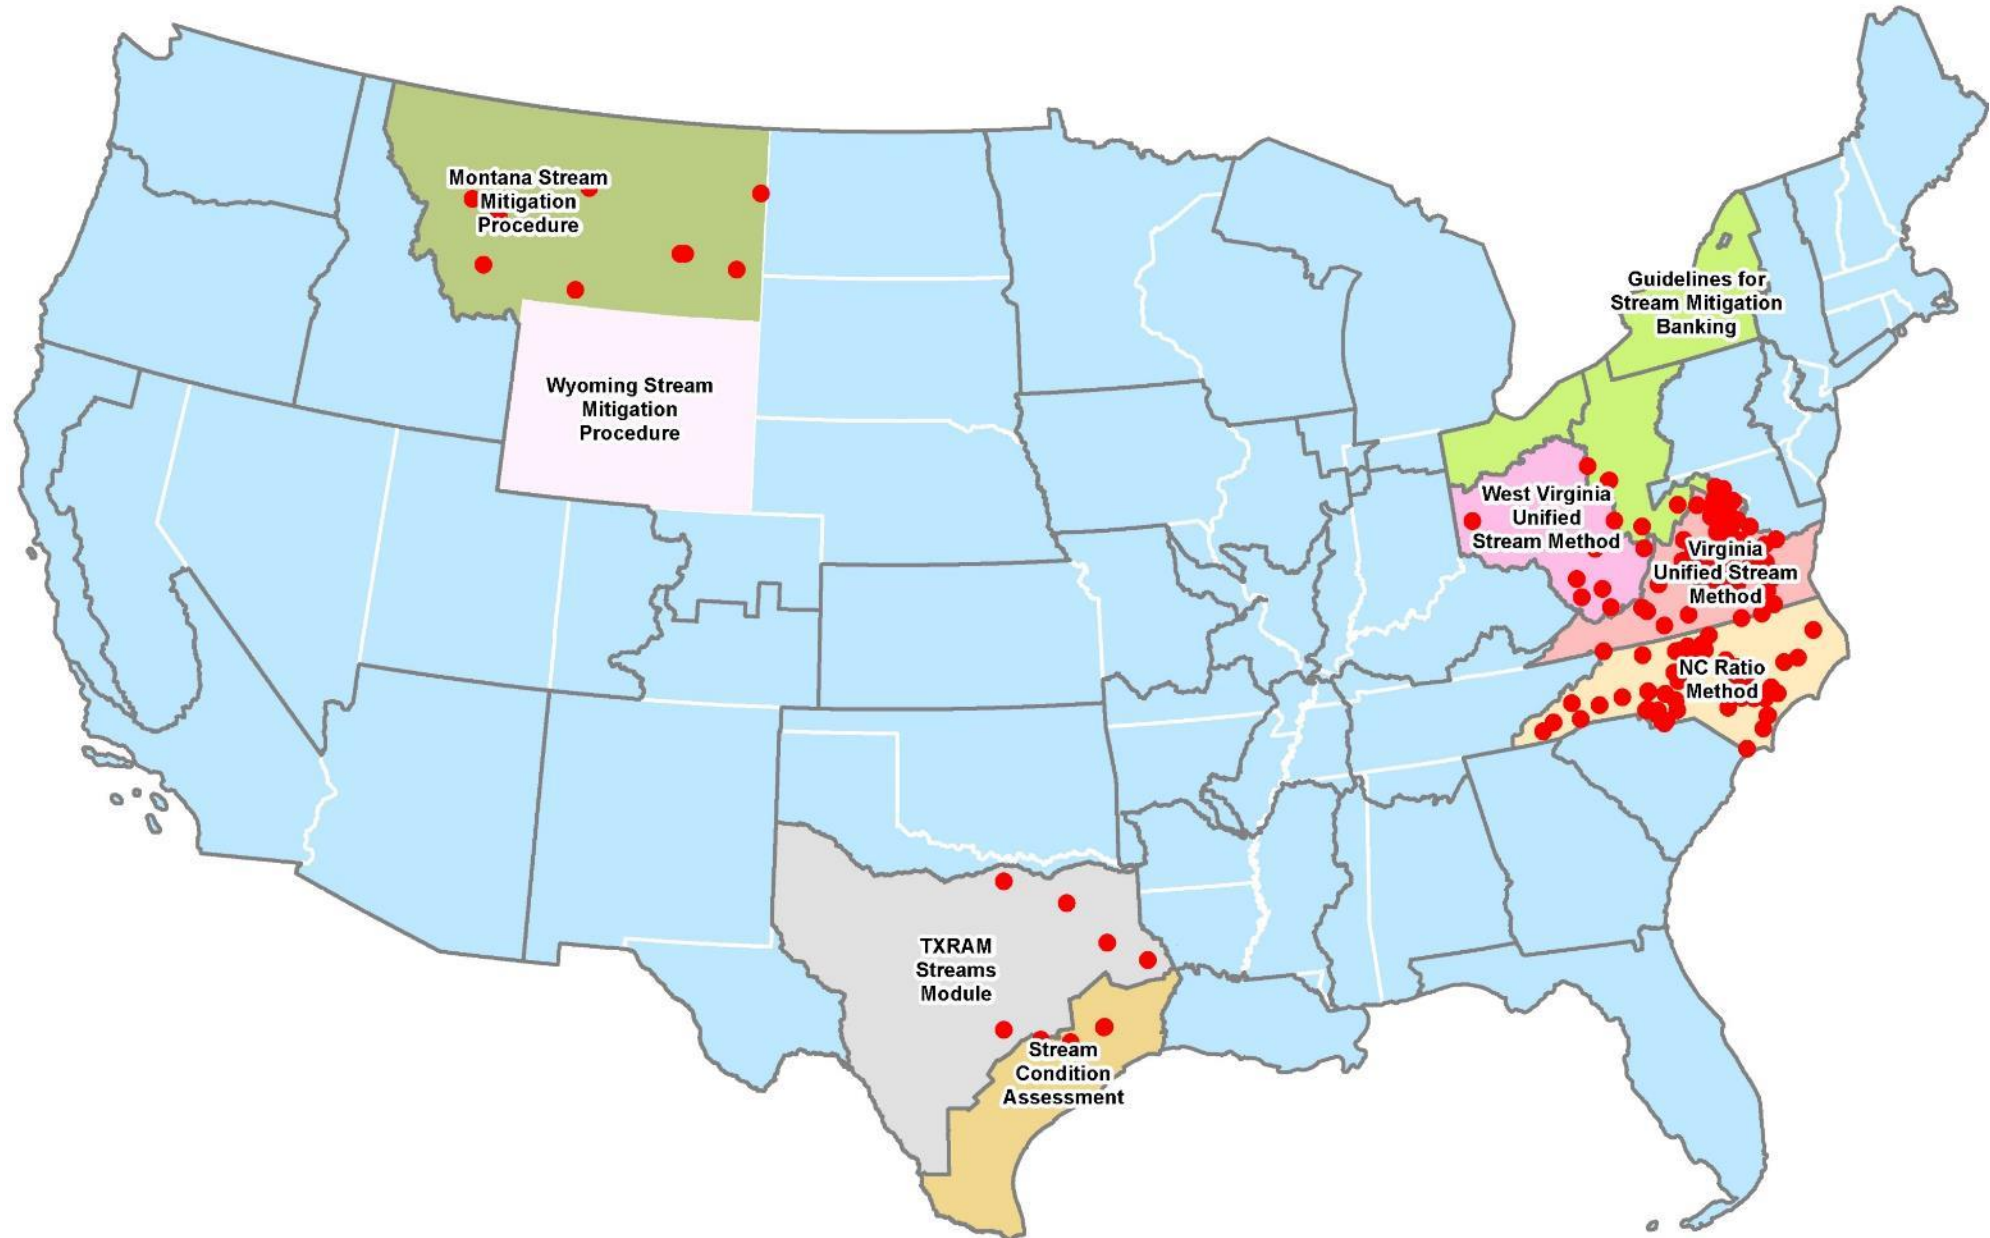 Montana Stream
Mitigation
Procedure
Wyoming Stream
Mitigation
Procedure
Guidelines for
Stream Mitigation
Banking
West Virginia
Unified
Stream Method
Virginia
Unified Stream
Method
NC Ratio
Method
TXRAM
Streams
Module
Stream
Condition
Assessment